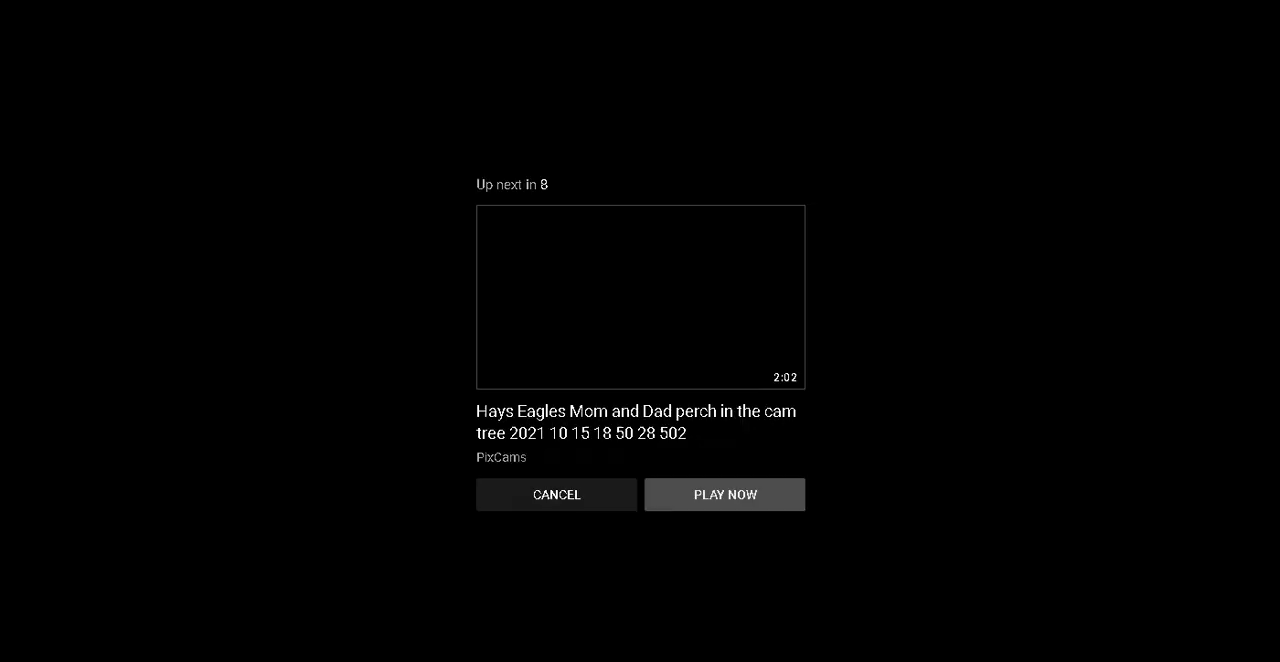 Up next in 8
2:02
Hays Eagles Mom and Dad perch in the cam
tree 2021 10 15 18 50 28 502
PixCams
CANCEL
PLAY NOW